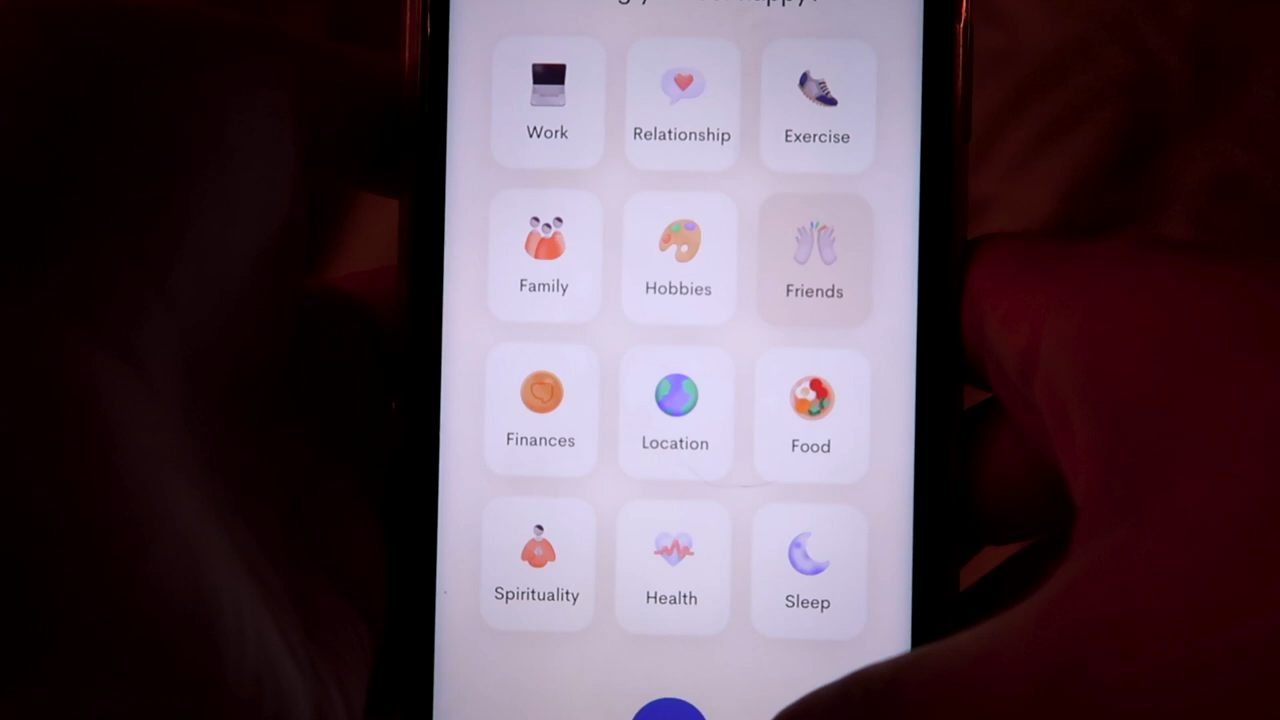 Work
Relationship
Exercise
Family
Hobbies
Friends
Finances
Location
Food
Spirituality
Health
Sleep